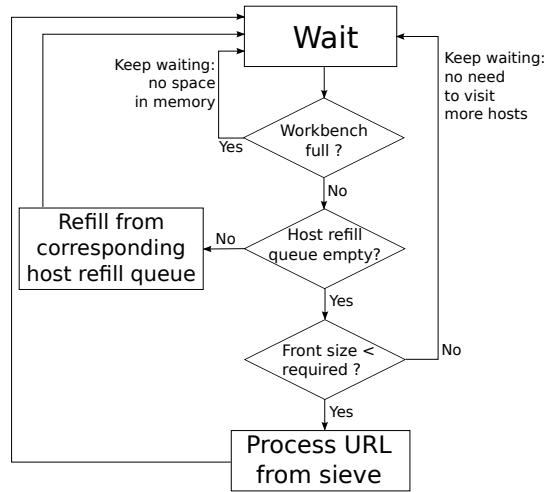 Wait
Keep waiting:
no space
in memory
Keep waiting:
no need
to visit
more hosts
Workbench
full ?
Yes
No
Refill from
corresponding
host refill queue
No
Host refill
queue empty?
Yes
Front size <
required ?
No
Yes
Process URL
from sieve